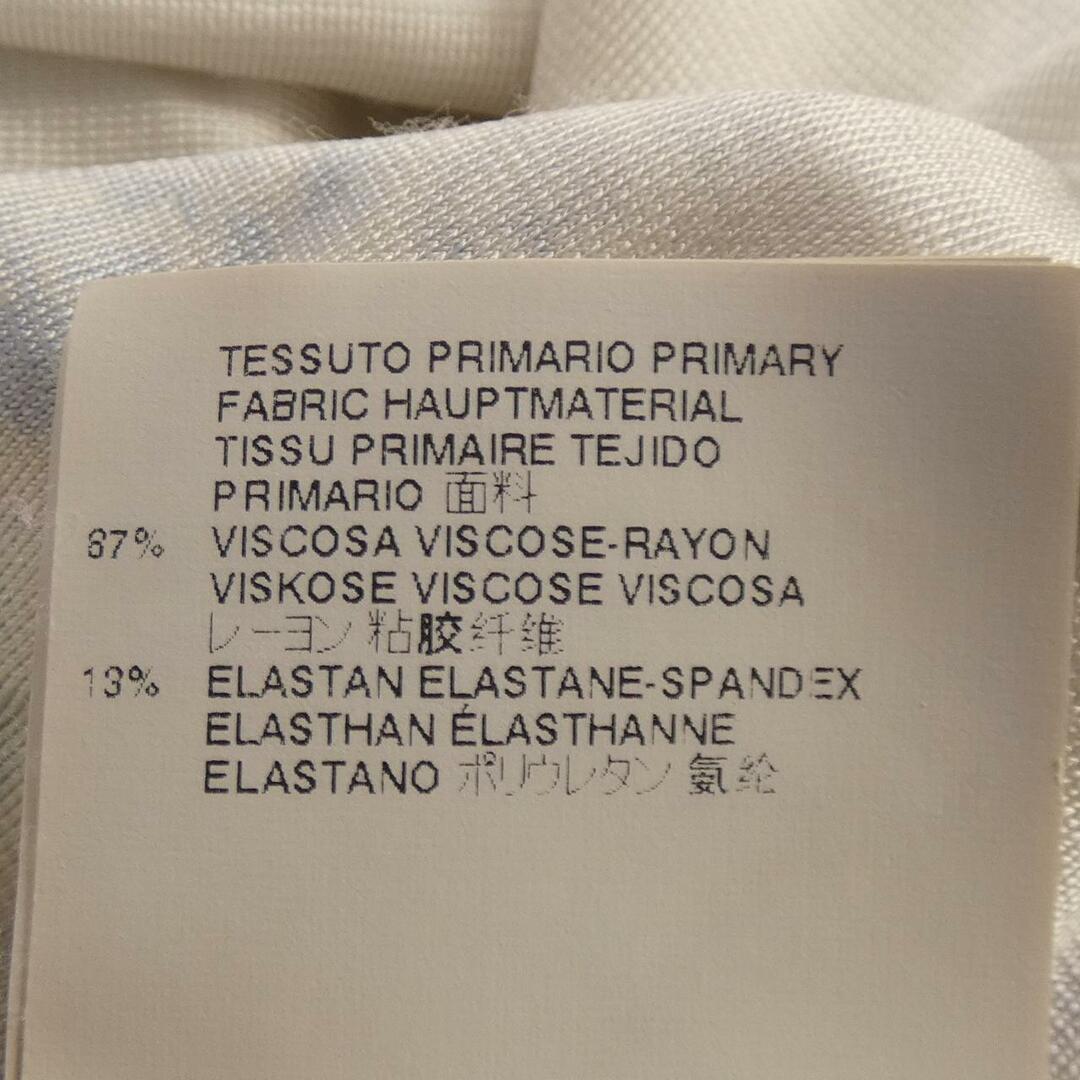 TESSUTO PRIMARIO PRIMARY
FABRIC HAUPTMATERIAL
TISSU PRIMAIRE TEJIDO
PRIMARIO 面料
87% VISCOSA VISCOSE-RAYON
VISKOSE VISCOSE VISCOSA
レーヨン 粘胶纤维
13% ELASTAN ELASTANE-SPANDEX
ELASTHAN ÉLASTHANNE
ELASTANO ポリウレタン 氨纶